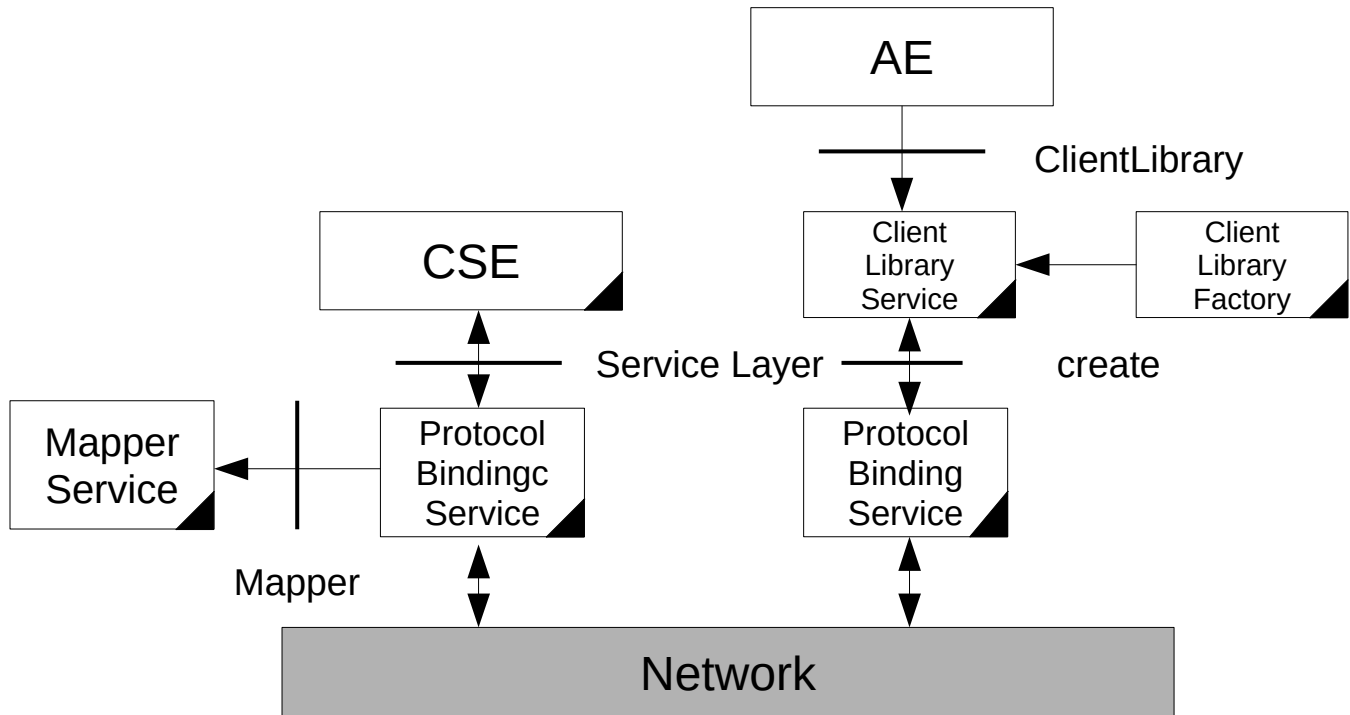 AE
ClientLibrary
CSE
Client
Library
Service
Client
Library
Factory
Service Layer
create
Mapper
Service
Protocol
Bindingc
Service
Protocol
Binding
Service
Mapper
Network